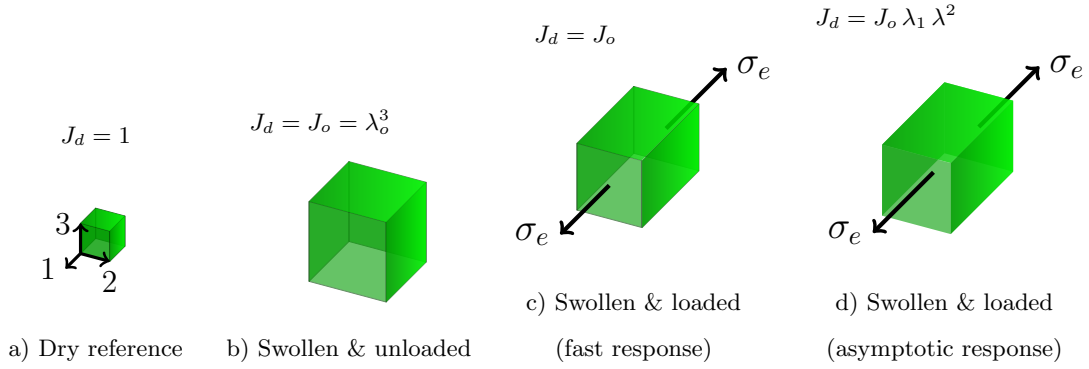 J_d = 1
3
1
2
a) Dry reference
J_d = J_o = λ_o^3
b) Swollen & unloaded
J_d = J_o
σ_e
σ_e
c) Swollen & loaded
(fast response)
J_d = J_o λ_1 λ^2
σ_e
σ_e
d) Swollen & loaded
(asymptotic response)